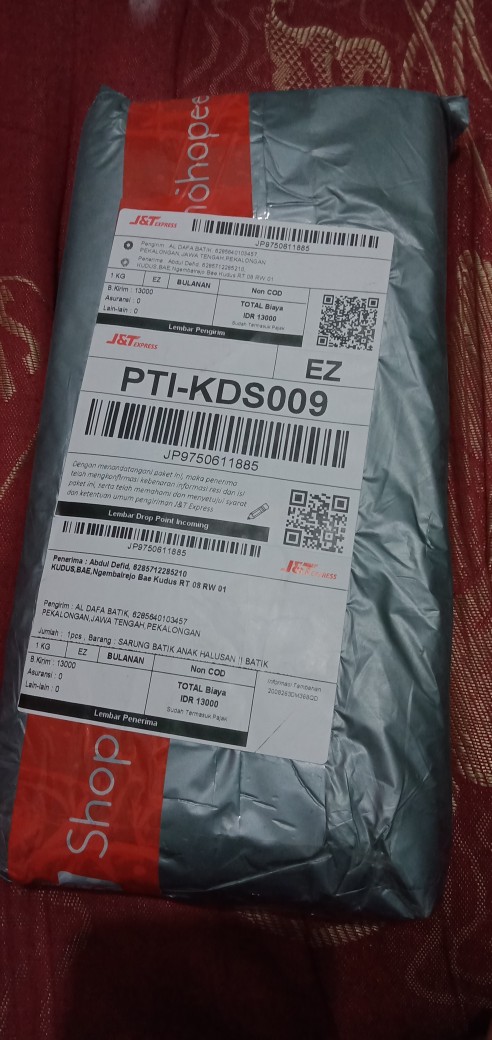 Shopee
J&T EXPRESS
JP9750611885
Pengirim : AL DAFA BATIK, 6285640103457
PEKALONGAN,JAWA TENGAH,PEKALONGAN
Penerima : Abdul Defid, 6285712285210
KUDUS,BAE,Ngembalrejo Bae Kudus RT 08 RW 01
1 KG EZ BULANAN Non COD
B.Kirim : 13000
Asuransi : 0
Lain-lain : 0
TOTAL Biaya
IDR 13000
Sudah Termasuk Pajak
Lembar Pengirim
J&T EXPRESS
EZ
PTI-KDS009
JP9750611885
Dengan menandatangani paket ini, maka penerima
telah mengkonfirmasi kebenaran informasi resi dan isi
paket ini, serta telah memahami dan menyetujui syarat
dan ketentuan umum pengiriman J&T Express
Lembar Drop Point Incoming
JP9750611885
J&T EXPRESS
Penerima : Abdul Defid, 6285712285210
KUDUS,BAE,Ngembalrejo Bae Kudus RT 08 RW 01
Pengirim : AL DAFA BATIK, 6285640103457
PEKALONGAN,JAWA TENGAH,PEKALONGAN
Jumlah : 1pcs , Barang : SARUNG BATIK ANAK HALUSAN BATIK
1 KG EZ BULANAN Non COD
B.Kirim : 13000
Asuransi : 0
Lain-lain : 0
TOTAL Biaya
IDR 13000
Sudah Termasuk Pajak
Informasi Tambahan
Lembar Penerima
Shop